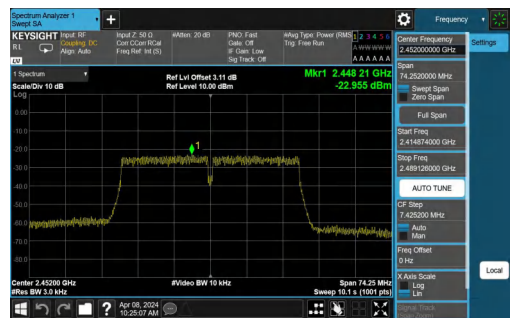 Spectrum Analyzer 1
Swept SA
+
Frequency
KEYSIGHT
R L
LV
Input: RF
Coupling: DC
Align: Auto
Input Z: 50 Ω
Corr CCorr RCal
Freq Ref: Int (S)
#Atten: 20 dB
PNO: Fast
Gate: Off
IF Gain: Low
Sig Track: Off
#Avg Type: Power (RMS)
Trig: Free Run
1 2 3 4 5 6
A W W W W W
A A A A A A
Center Frequency
2.452000000 GHz
Settings
1 Spectrum
Scale/Div 10 dB
Log
Ref Lvl Offset 3.11 dB
Ref Level 10.00 dBm
Mkr1 2.448 21 GHz
-22.955 dBm
Span
74.2520000 MHz
Swept Span
Zero Span
Full Span
Start Freq
2.414874000 GHz
Stop Freq
2.489126000 GHz
AUTO TUNE
CF Step
7.425200 MHz
Auto
Man
Freq Offset
0 Hz
X Axis Scale
Log
Lin
Local
0.00
-10.0
-20.0
-30.0
-40.0
-50.0
-60.0
-70.0
-80.0
1
Center 2.45200 GHz
#Res BW 3.0 kHz
#Video BW 10 kHz
Span 74.25 MHz
Sweep 10.1 s (1001 pts)
?
Apr 08, 2024
10:25:07 AM